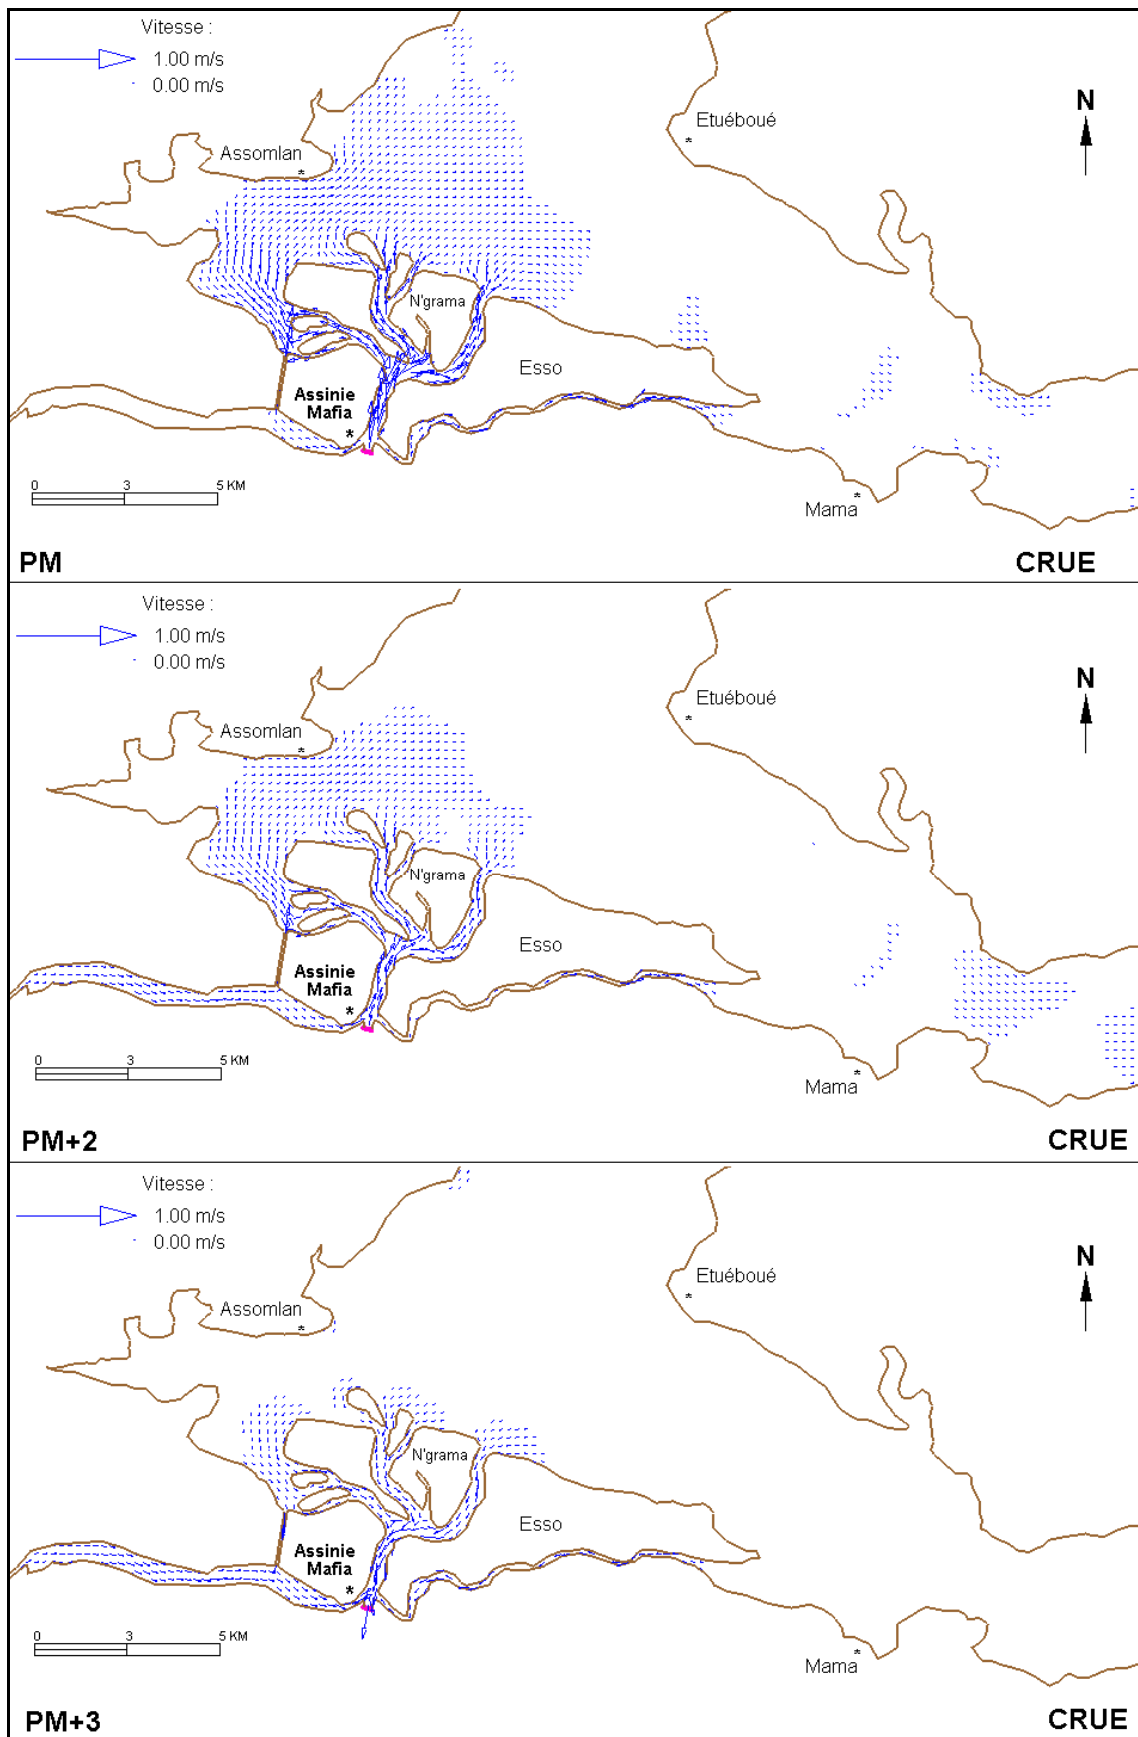 Vitesse :
1.00 m/s
0.00 m/s
N
Etuéboué
*
Assomlan
*
N'grama
Esso
Assinie
Mafia
*
0 3 5 KM
Mama
*
PM
CRUE
Vitesse :
1.00 m/s
0.00 m/s
N
Etuéboué
*
Assomlan
*
N'grama
Esso
Assinie
Mafia
*
0 3 5 KM
Mama
*
PM+2
CRUE
Vitesse :
1.00 m/s
0.00 m/s
N
Etuéboué
*
Assomlan
*
N'grama
Esso
Assinie
Mafia
*
0 3 5 KM
Mama
*
PM+3
CRUE